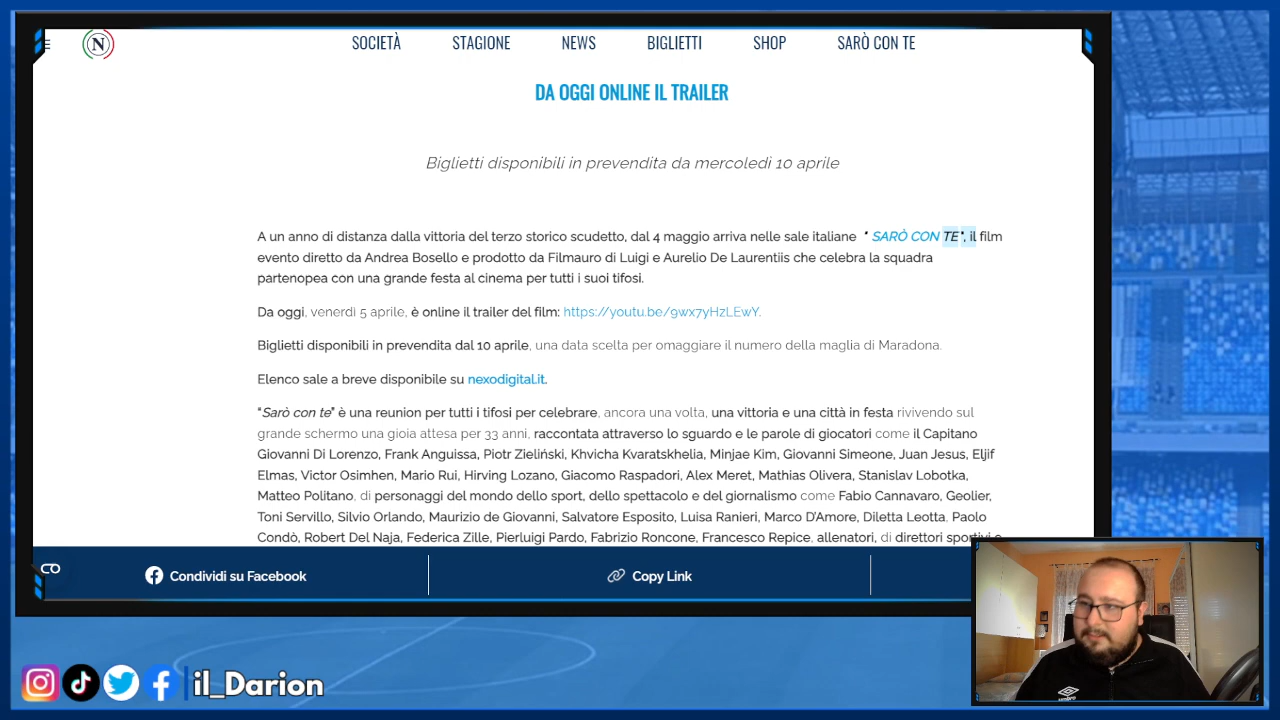 N
SOCIETÀ STAGIONE NEWS BIGLIETTI SHOP SARÒ CON TE
DA OGGI ONLINE IL TRAILER
Biglietti disponibili in prevendita da mercoledì 10 aprile
A un anno di distanza dalla vittoria del terzo storico scudetto, dal 4 maggio arriva nelle sale italiane " SARÒ CON TE", il film
evento diretto da Andrea Bosello e prodotto da Filmauro di Luigi e Aurelio De Laurentiis che celebra la squadra
partenopea con una grande festa al cinema per tutti i suoi tifosi.
Da oggi, venerdì 5 aprile, è online il trailer del film: https://youtu.be/9wx7yHzLEwY.
Biglietti disponibili in prevendita dal 10 aprile, una data scelta per omaggiare il numero della maglia di Maradona.
Elenco sale a breve disponibile su nexodigital.it.
“Sarò con te” è una reunion per tutti i tifosi per celebrare, ancora una volta, una vittoria e una città in festa rivivendo sul
grande schermo una gioia attesa per 33 anni, raccontata attraverso lo sguardo e le parole di giocatori come il Capitano
Giovanni Di Lorenzo, Frank Anguissa, Piotr Zieliński, Khvicha Kvaratskhelia, Minjae Kim, Giovanni Simeone, Juan Jesus, Eljif
Elmas, Victor Osimhen, Mario Rui, Hirving Lozano, Giacomo Raspadori, Alex Meret, Mathias Olivera, Stanislav Lobotka,
Matteo Politano, di personaggi del mondo dello sport, dello spettacolo e del giornalismo come Fabio Cannavaro, Geolier,
Toni Servillo, Silvio Orlando, Maurizio de Giovanni, Salvatore Esposito, Luisa Ranieri, Marco D’Amore, Diletta Leotta, Paolo
Condò, Robert Del Naja, Federica Zille, Pierluigi Pardo, Fabrizio Roncone, Francesco Repice, allenatori, di direttori sportivi e
Condividi su Facebook Copy Link
il_Darion
umbro